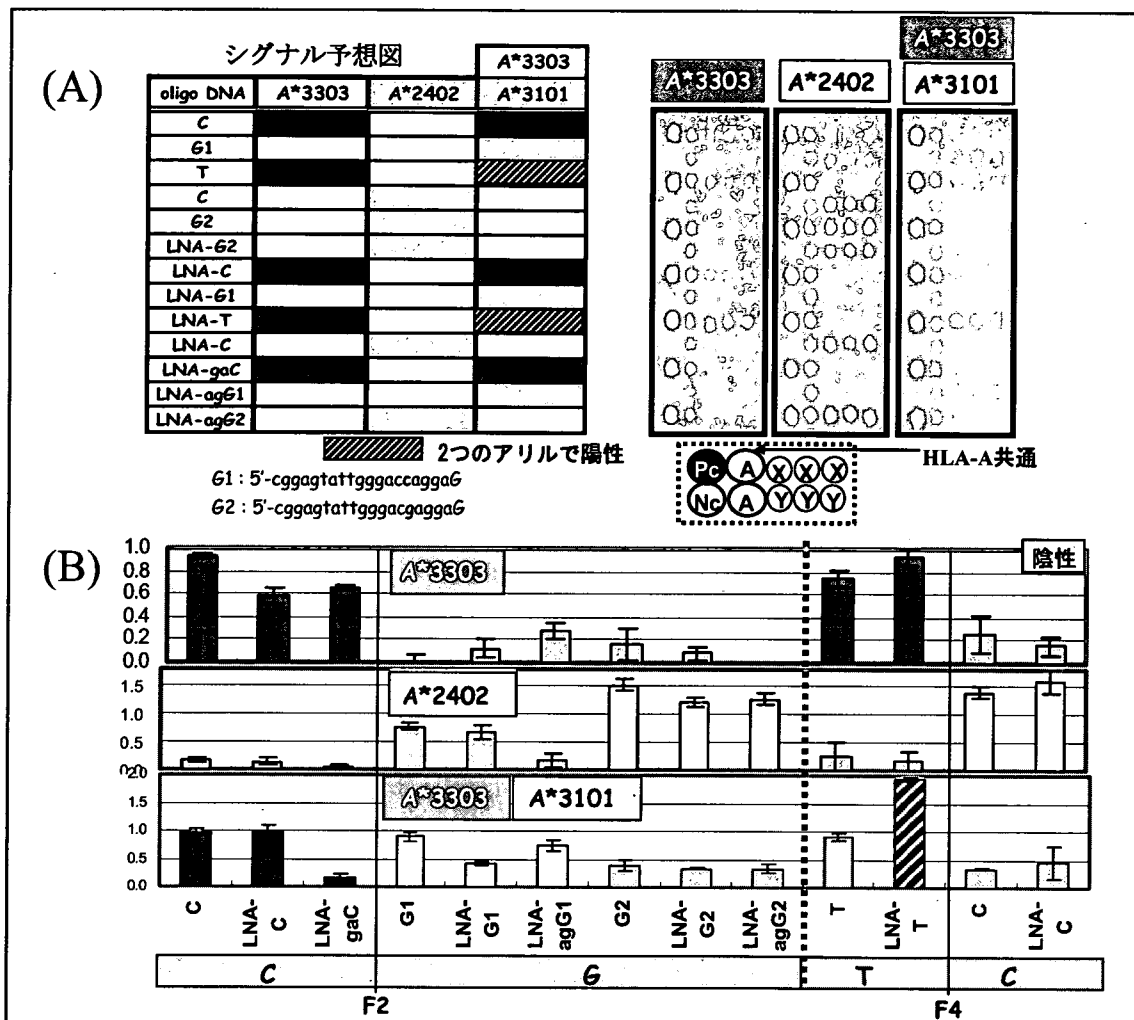 (A)
シグナル予想図
A*3303
oligo DNA
A*3303
A*2402
A*3101
C
G1
T
C
G2
LNA-G2
LNA-C
LNA-G1
LNA-T
LNA-C
LNA-gaC
LNA-agG1
LNA-agG2
2つのアリルで陽性
G1 : 5'-cggagtattgggaccaggaG
G2 : 5'-cggagtattgggacgaggaG
A*3303
A*3303
A*2402
A*3101
Pc A X X X
Nc A Y Y Y
HLA-A共通
(B)
1.0
0.8
0.6
0.4
0.2
0.0
A*3303
陰性
1.5
1.0
0.5
0.0
A*2402
2.0
1.5
1.0
0.5
0.0
A*3303
A*3101
C
LNA-C
LNA-gaC
G1
LNA-G1
LNA-agG1
G2
LNA-G2
LNA-agG2
T
LNA-T
C
LNA-C
C
G
T
C
F2
F4